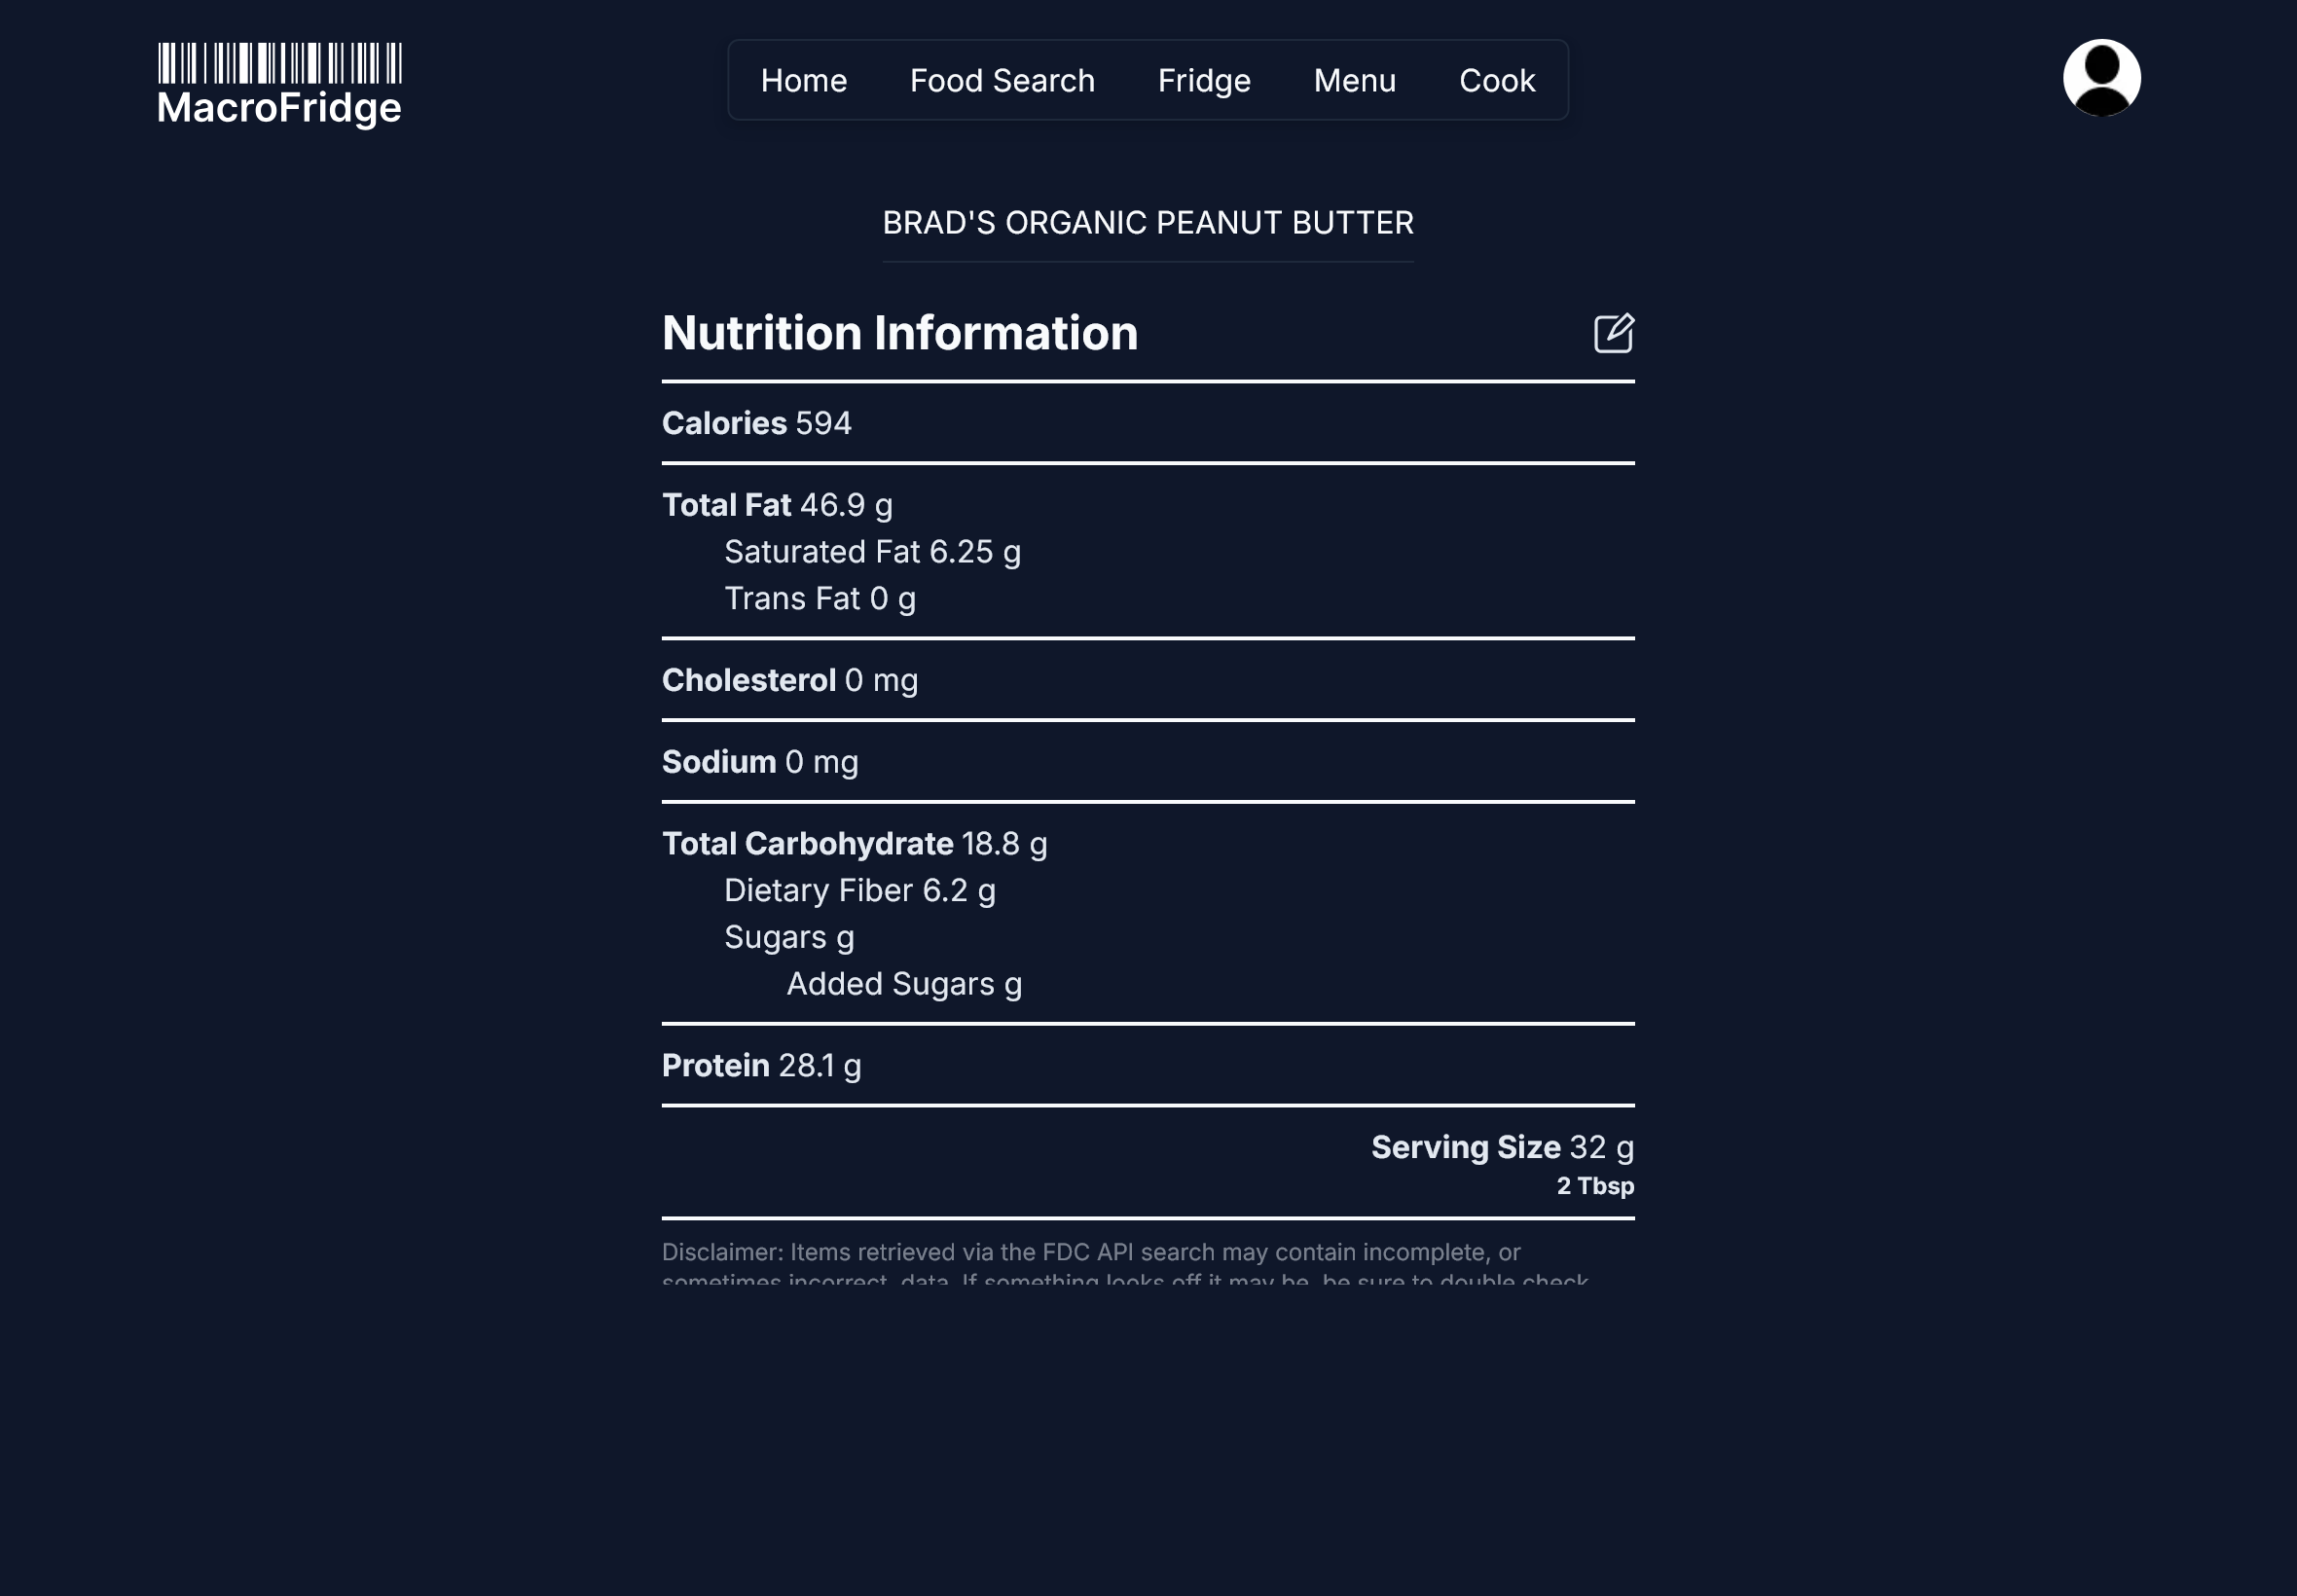 MacroFridge
Home Food Search Fridge Menu Cook
BRAD'S ORGANIC PEANUT BUTTER
Nutrition Information
Calories 594
Total Fat 46.9 g
Saturated Fat 6.25 g
Trans Fat 0 g
Cholesterol 0 mg
Sodium 0 mg
Total Carbohydrate 18.8 g
Dietary Fiber 6.2 g
Sugars g
Added Sugars g
Protein 28.1 g
Serving Size 32 g
2 Tbsp
Disclaimer: Items retrieved via the FDC API search may contain incomplete, or
sometimes incorrect, data. If something looks off it may be, be sure to double check